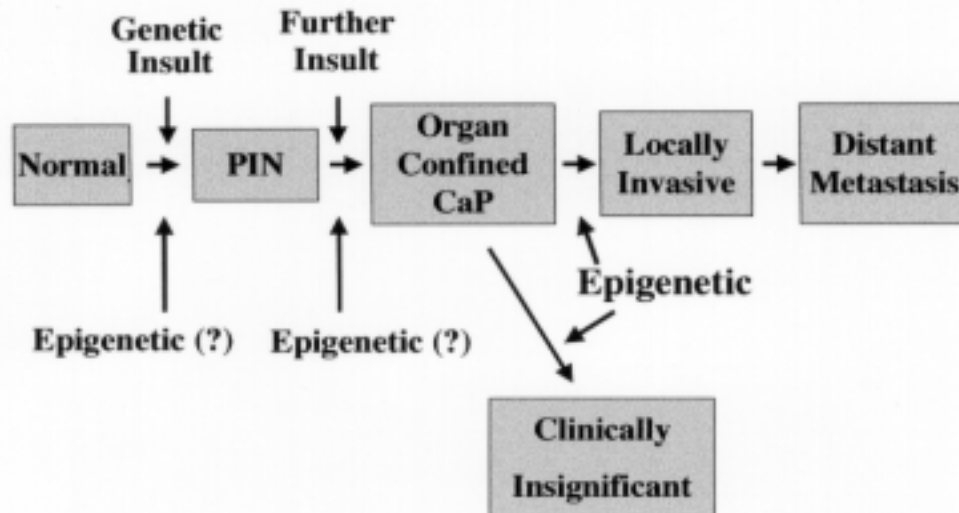 Genetic
Insult
Further
Insult
Normal
PIN
Organ
Confined
CaP
Locally
Invasive
Distant
Metastasis
Epigenetic
Epigenetic (?)
Epigenetic (?)
Clinically
Insignificant